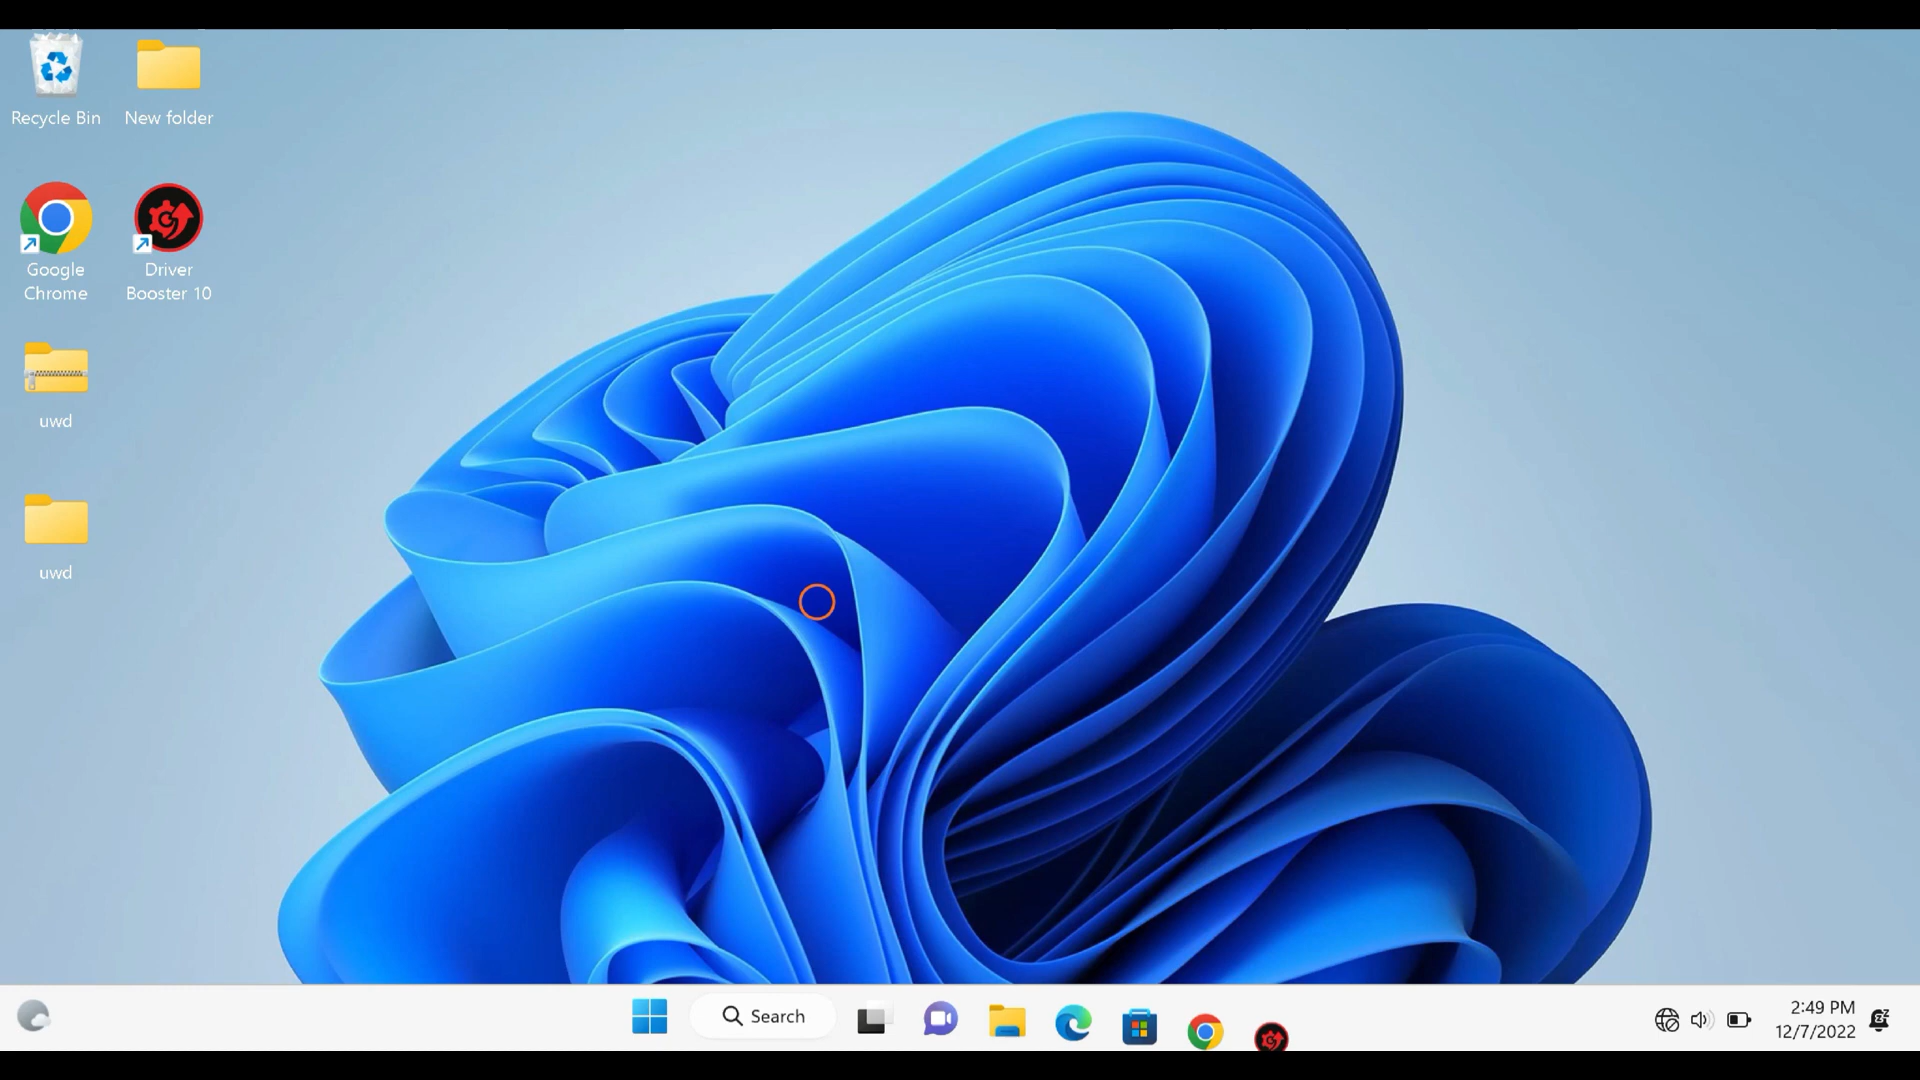 Recycle Bin
New folder
Google
Chrome
Driver
Booster 10
uwd
uwd
Search
2:49 PM
12/7/2022